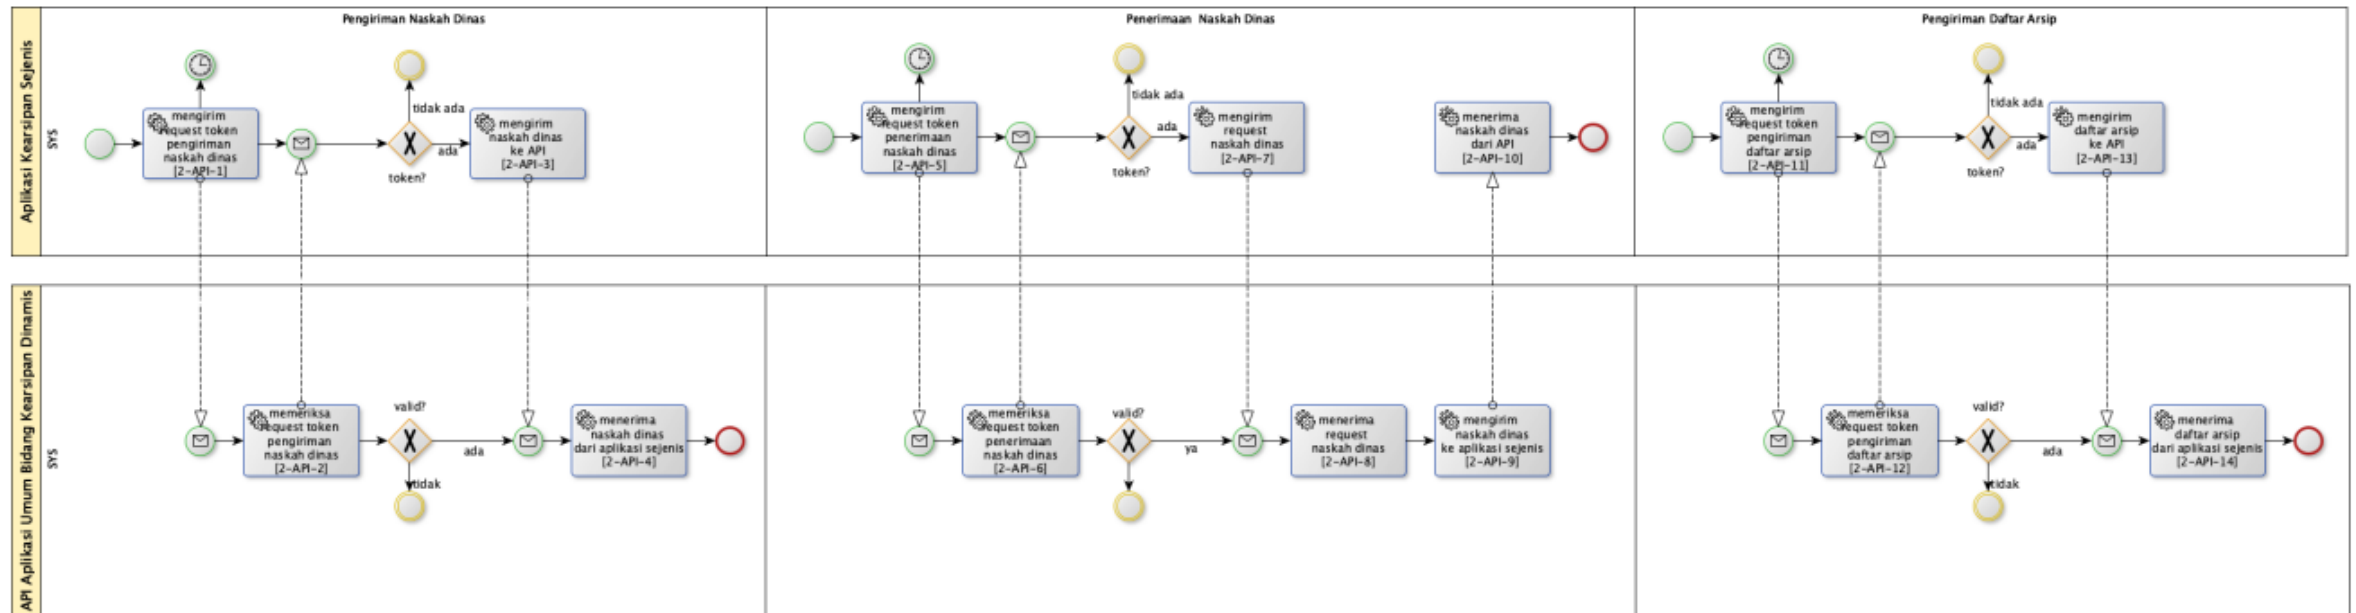 Pengiriman Naskah Dinas
Penerimaan Naskah Dinas
Pengiriman Daftar Arsip
Aplikasi Kearsipan Sejenis
SYS
mengirim
request token
pengiriman
naskah dinas
[2-API-1]
tidak ada
ada
token?
mengirim
naskah dinas
ke API
[2-API-3]
mengirim
request token
penerimaan
naskah dinas
[2-API-5]
tidak ada
ada
token?
mengirim
request
naskah dinas
[2-API-7]
menerima
naskah dinas
dari API
[2-API-10]
mengirim
request token
pengiriman
daftar arsip
[2-API-11]
tidak ada
ada
token?
mengirim
daftar arsip
ke API
[2-API-13]
API Aplikasi Umum Bidang Kearsipan Dinamis
SYS
memeriksa
request token
pengiriman
naskah dinas
[2-API-2]
valid?
ada
tidak
menerima
naskah dinas
dari aplikasi sejenis
[2-API-4]
memeriksa
request token
penerimaan
naskah dinas
[2-API-6]
valid?
ya
menerima
request
naskah dinas
[2-API-8]
mengirim
naskah dinas
ke aplikasi sejenis
[2-API-9]
memeriksa
request token
pengiriman
daftar arsip
[2-API-12]
valid?
ada
tidak
menerima
daftar arsip
dari aplikasi sejenis
[2-API-14]